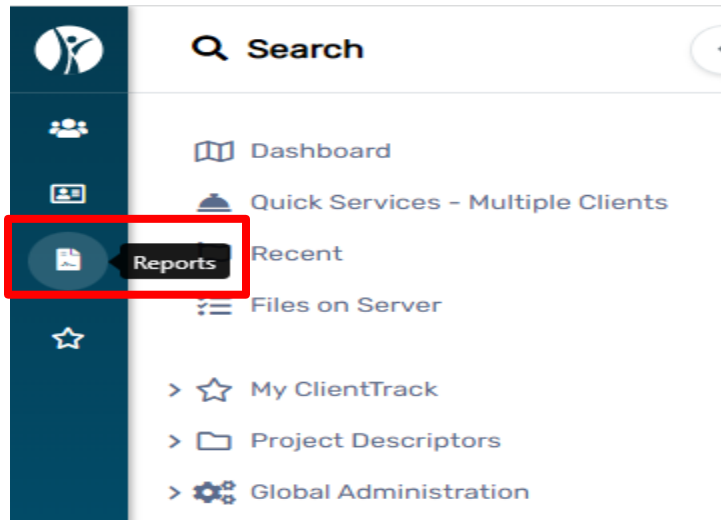 Search
Dashboard
Quick Services - Multiple Clients
Reports
Recent
Files on Server
My ClientTrack
Project Descriptors
Global Administration